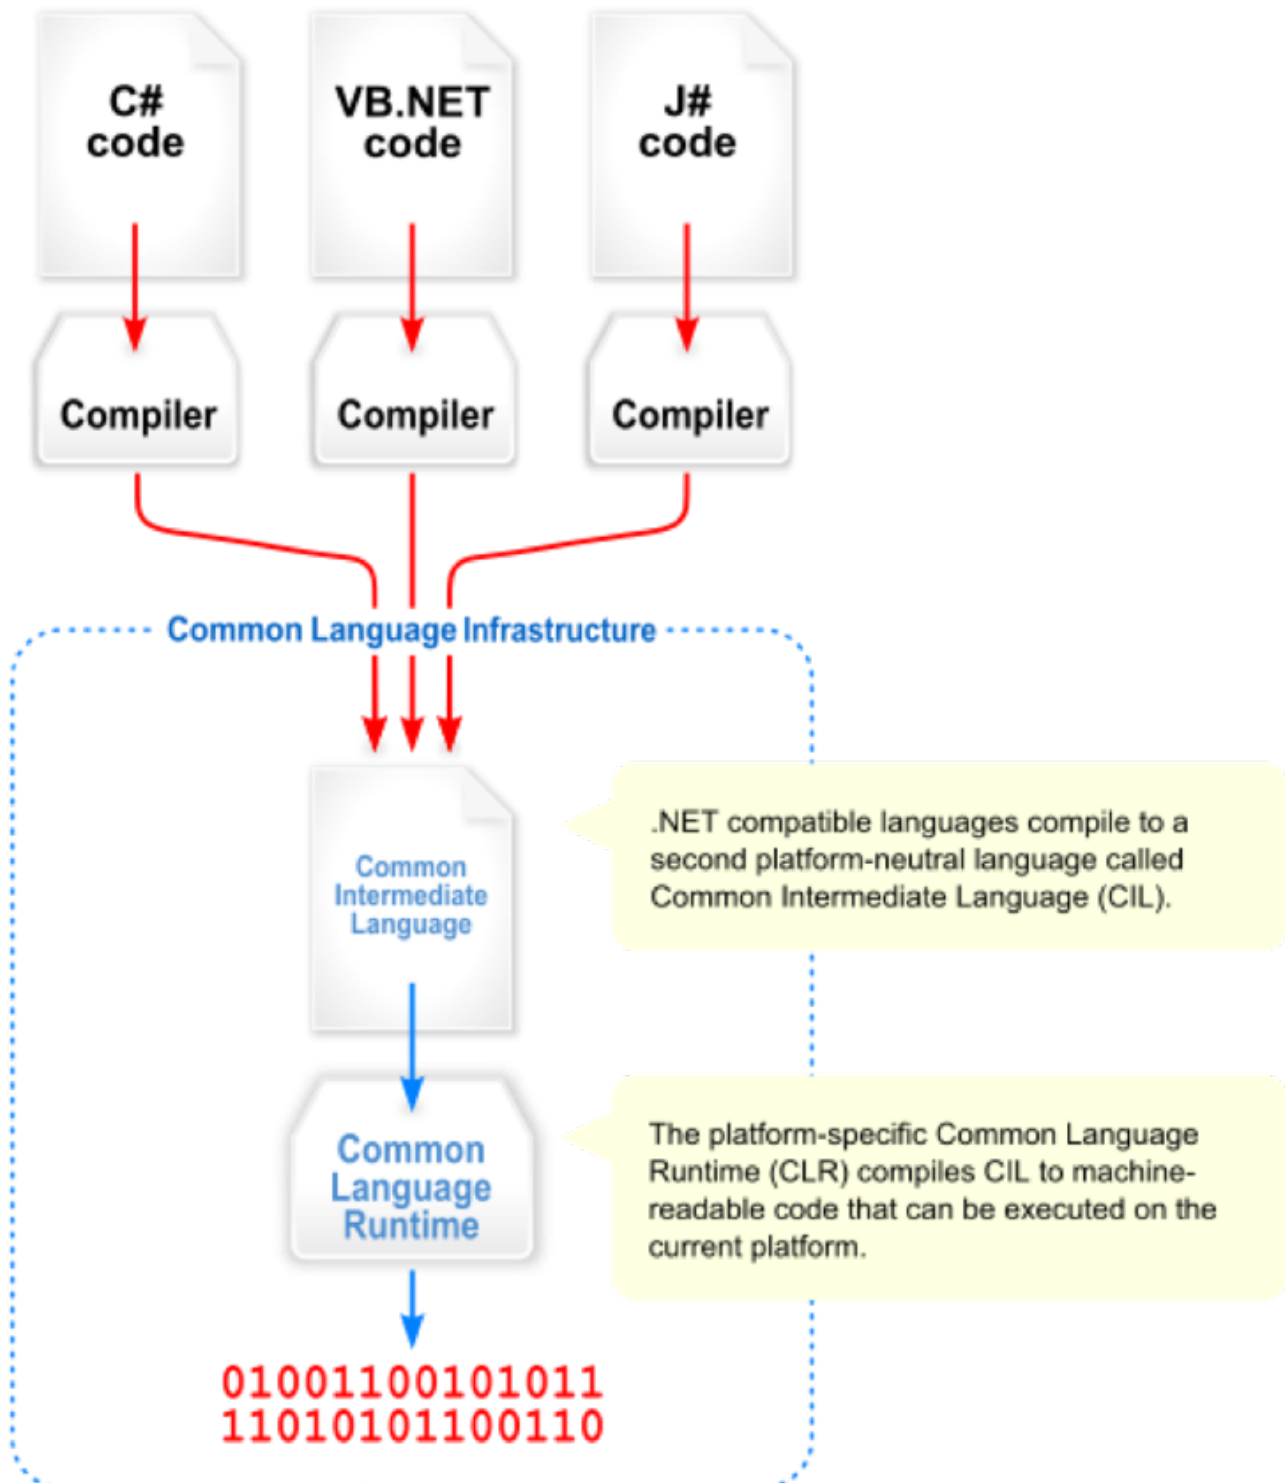 C#
code
VB.NET
code
J#
code
Compiler
Compiler
Compiler
Common Language Infrastructure
Common
Intermediate
Language
.NET compatible languages compile to a
second platform-neutral language called
Common Intermediate Language (CIL).
Common
Language
Runtime
The platform-specific Common Language
Runtime (CLR) compiles CIL to machine-
readable code that can be executed on the
current platform.
01001100101011
11010101100110